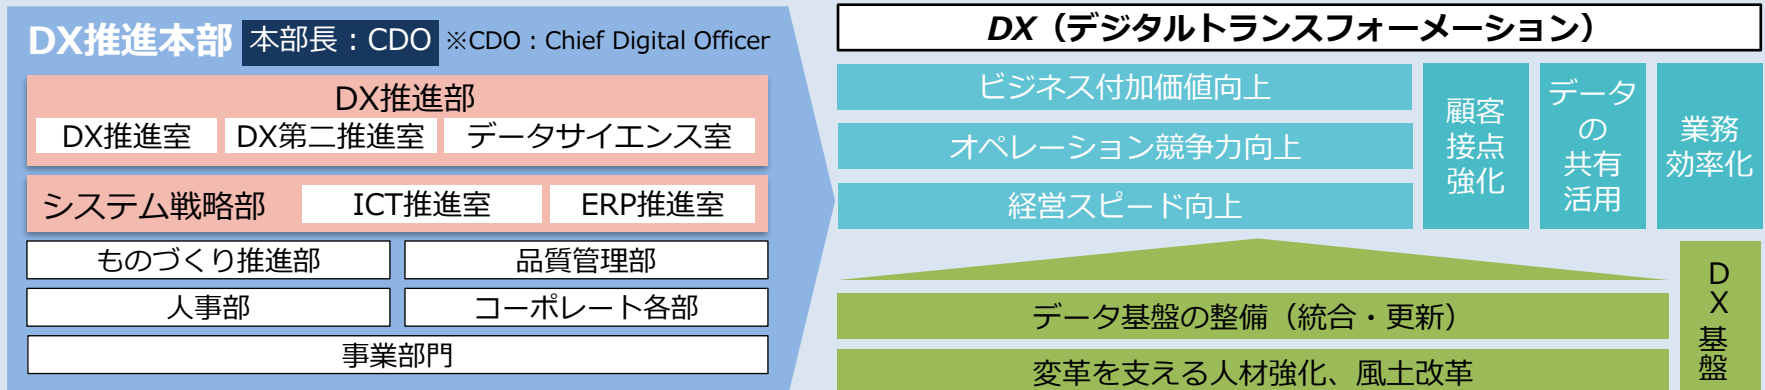 DX推進本部 本部長：CDO ※CDO：Chief Digital Officer
DX推進部
DX推進室 DX第二推進室 データサイエンス室
システム戦略部 ICT推進室 ERP推進室
ものづくり推進部 品質管理部
人事部 コーポレート各部
事業部門
DX（デジタルトランスフォーメーション）
ビジネス付加価値向上
オペレーション競争力向上
経営スピード向上
顧客
接点
強化
データ
の
共有
活用
業務
効率化
データ基盤の整備（統合・更新）
変革を支える人材強化、風土改革
DX基盤